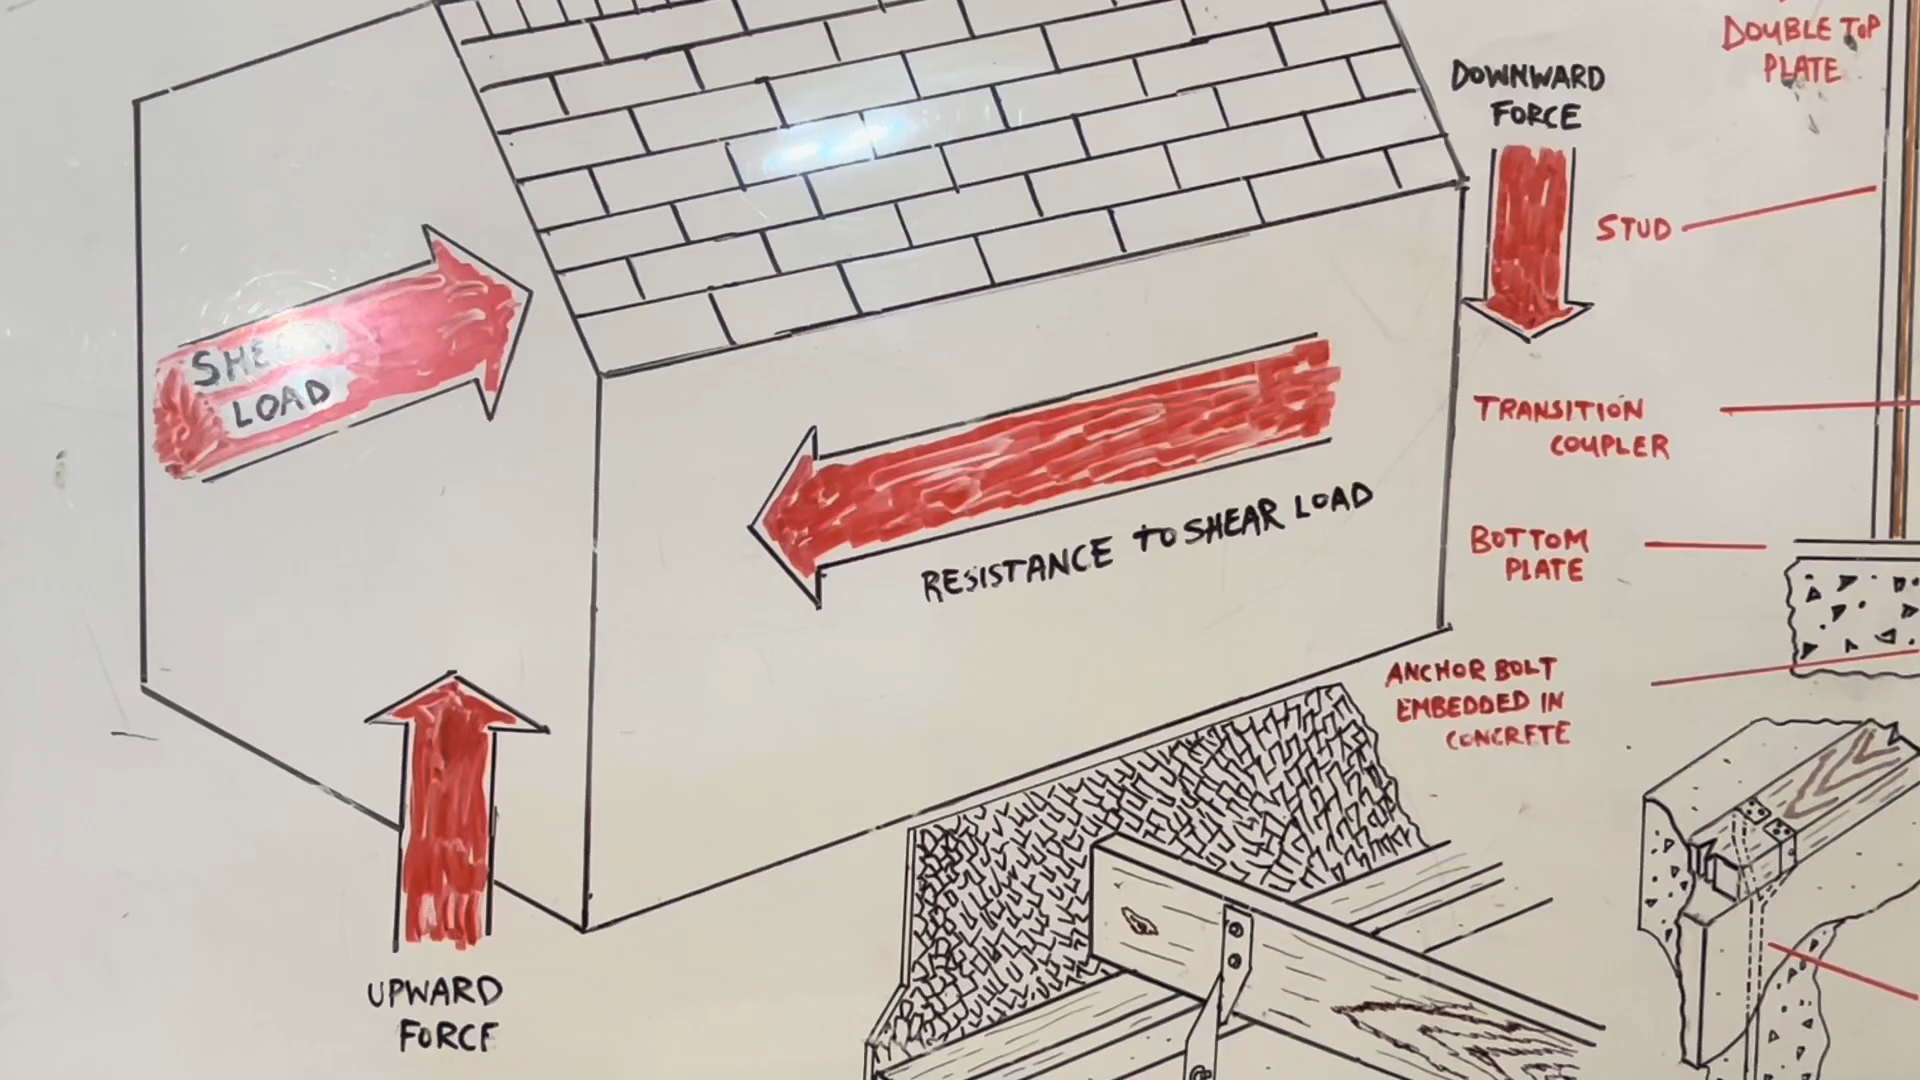 DOUBLE TOP
PLATE
DOWNWARD
FORCE
STUD
LOAD
TRANSITION
COUPLER
RESISTANCE TO SHEAR LOAD
BOTTOM
PLATE
ANCHOR BOLT
EMBEDDED IN
CONCRETE
UPWARD
FORCE